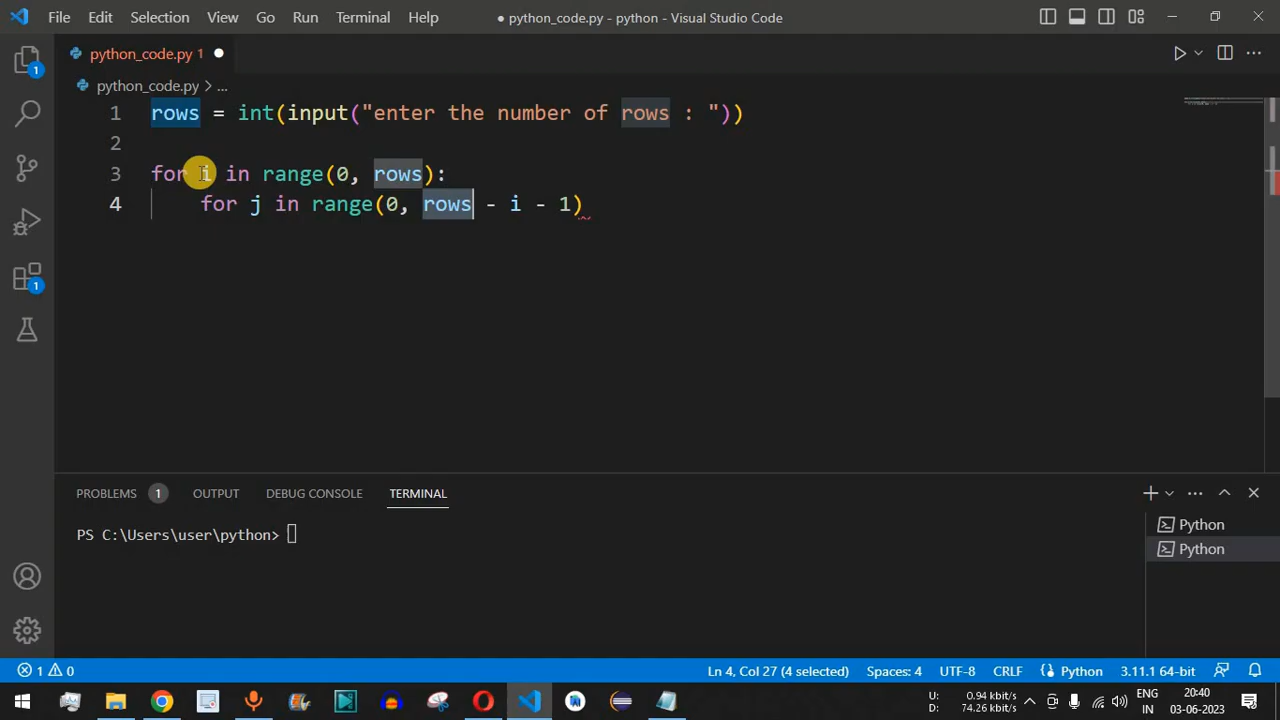 File Edit Selection View Go Run Terminal Help ● python_code.py - python - Visual Studio Code
python_code.py 1
python_code.py > ...
1 rows = int(input("enter the number of rows : "))
2
3 for i in range(0, rows):
4 for j in range(0, rows - i - 1)
PROBLEMS 1 OUTPUT DEBUG CONSOLE TERMINAL
PS C:\Users\user\python>
Python
Python
1
1
1 0 Ln 4, Col 27 (4 selected) Spaces: 4 UTF-8 CRLF Python 3.11.1 64-bit
U: 0.94 kbit/s ENG 20:40
D: 74.26 kbit/s IN 03-06-2023